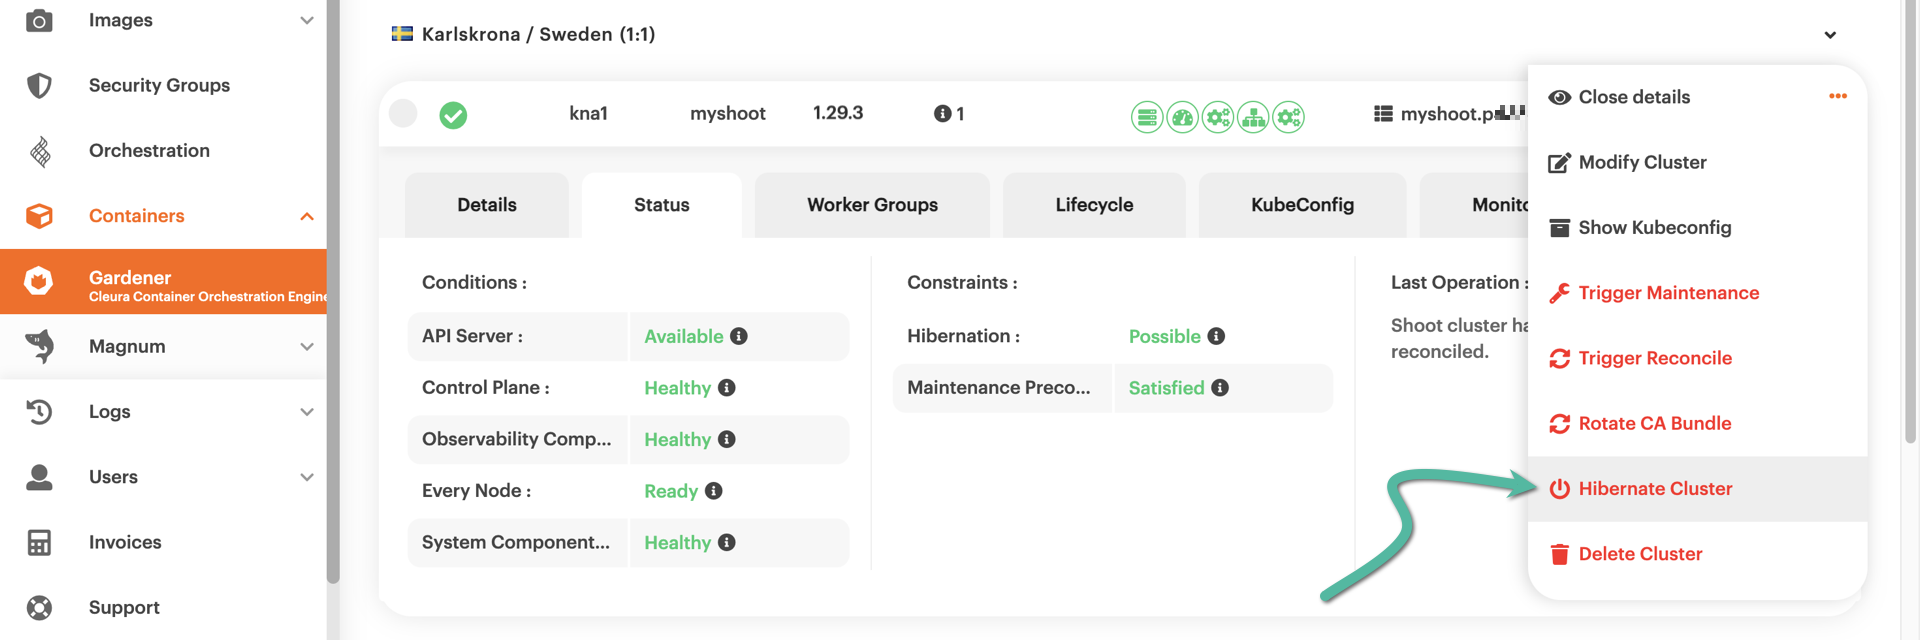 Images
Security Groups
Orchestration
Containers
Gardener
Cleura Container Orchestration Engine
Magnum
Logs
Users
Invoices
Support
Karlskrona / Sweden (1:1)
kna1 myshoot 1.29.3 1 myshoot.p
Details Status Worker Groups Lifecycle KubeConfig Monito
Conditions :
API Server : Available
Control Plane : Healthy
Observability Comp... Healthy
Every Node : Ready
System Component... Healthy
Constraints :
Hibernation : Possible
Maintenance Preco... Satisfied
Last Operation :
Shoot cluster ha
reconciled.
Close details
Modify Cluster
Show Kubeconfig
Trigger Maintenance
Trigger Reconcile
Rotate CA Bundle
Hibernate Cluster
Delete Cluster